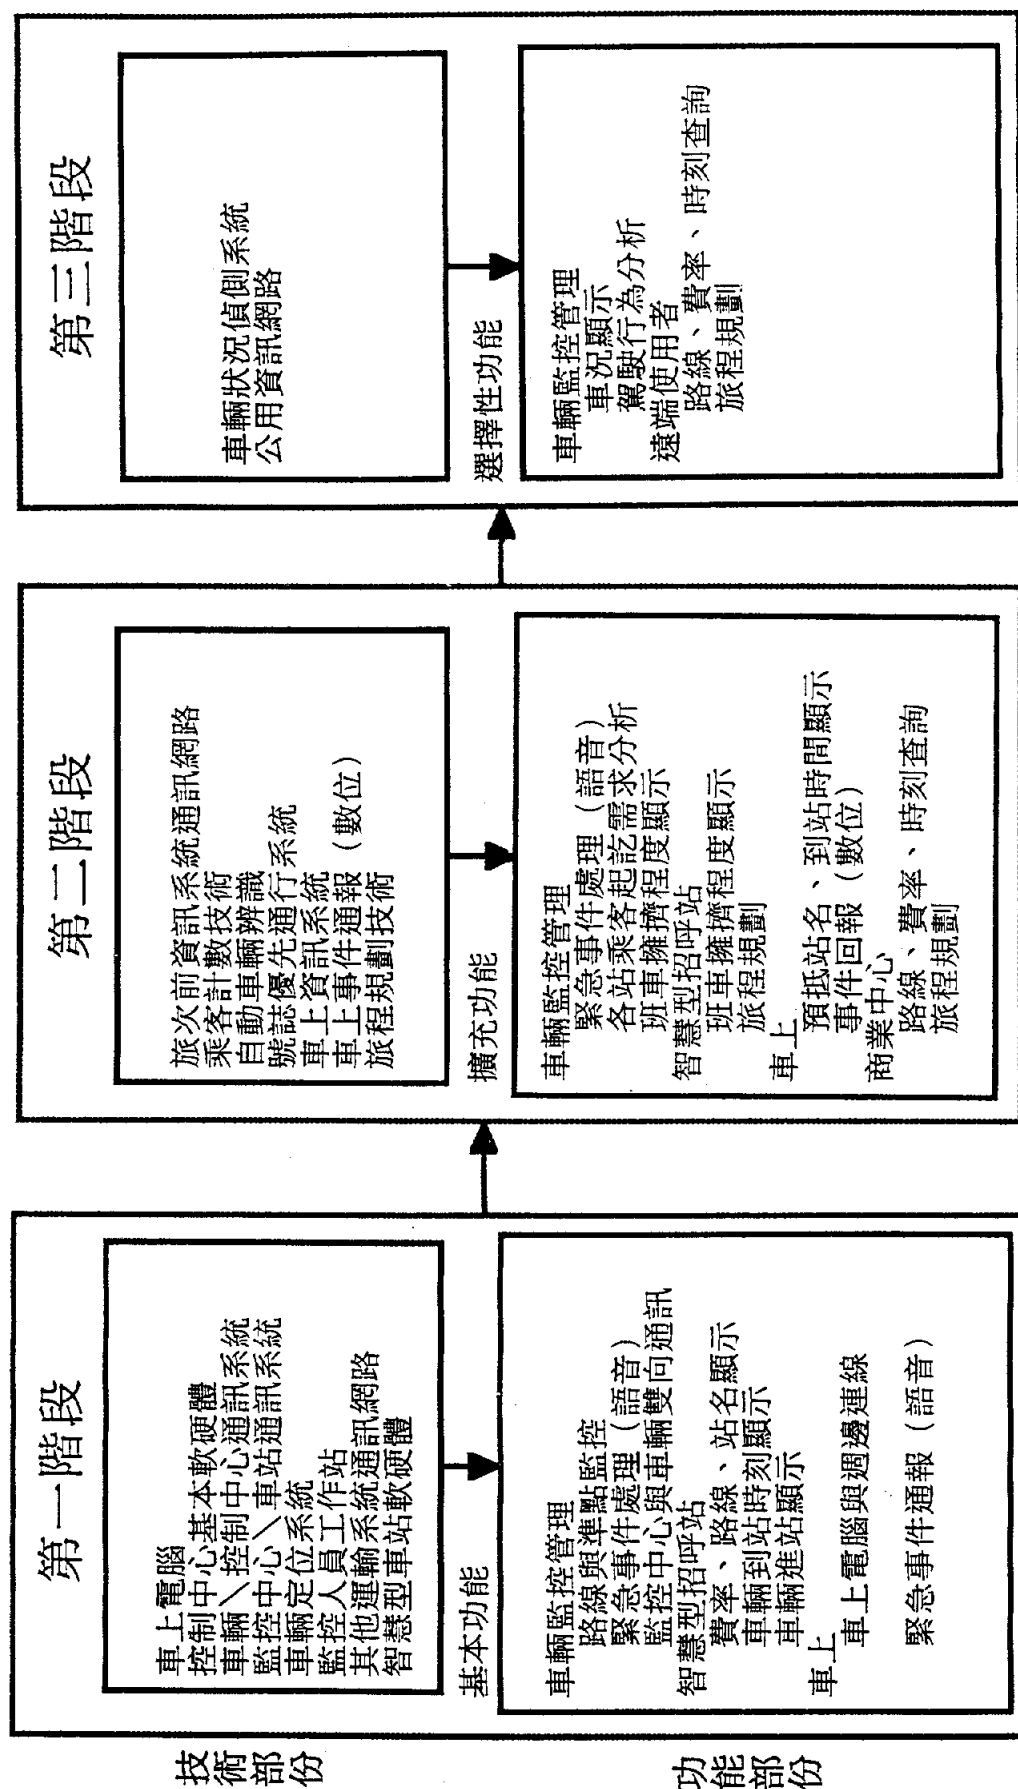 技術部份
功能部份
第一階段
車上電腦
控制中心基本軟硬體
車輛＼控制中心通訊系統
監控中心＼車站通訊系統
車輛定位系統
監控人員工作站
其他運輸系統通訊網路
智慧型車站軟硬體
基本功能
車輛監控管理
路線與準點監控
緊急事件處理（語音）
監控中心與車輛雙向通訊
智慧型招呼站
費率、路線、站名顯示
車輛到站時刻顯示
車輛進站顯示
車上
車上電腦與週邊連線
緊急事件通報（語音）
第二階段
旅次前資訊系統通訊網路
乘客計數技術
自動車輛辨識
號誌優先通行系統
車上資訊系統
車上事件通報（數位）
旅程規劃技術
擴充功能
車輛監控管理
緊急事件處理（語音）
各站乘客起訖需求分析
班車擁擠程度顯示
智慧型招呼站
班車擁擠程度顯示
旅程規劃
車上
預抵站名、到站時間顯示
事件回報（數位）
商業中心
路線、費率、時刻查詢
旅程規劃
第三階段
車輛狀況偵側系統
公用資訊網路
選擇性功能
車輛監控管理
車況顯示
駕駛行為分析
遠端使用者
路線、費率、時刻查詢
旅程規劃